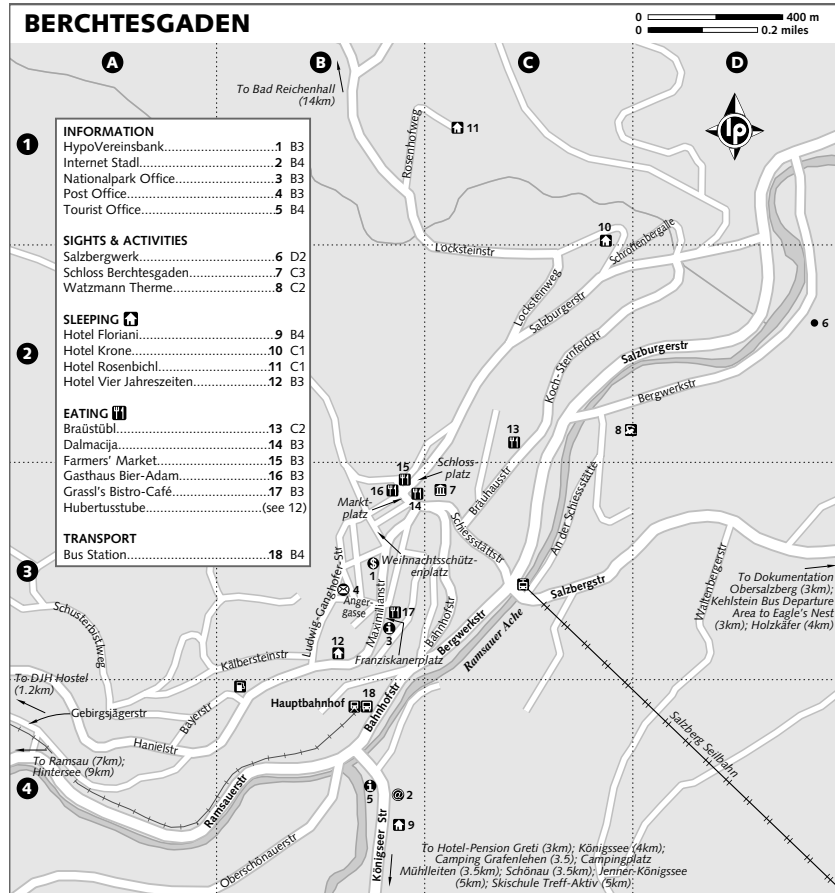 BERCHTESGADEN
0 400 m
0 0.2 miles
A
B
C
D
1
2
3
4
INFORMATION
HypoVereinsbank..............................1 B3
Internet Stadl....................................2 B4
Nationalpark Office...........................3 B3
Post Office........................................4 B3
Tourist Office....................................5 B4
SIGHTS & ACTIVITIES
Salzbergwerk....................................6 D2
Schloss Berchtesgaden......................7 C3
Watzmann Therme...........................8 C2
SLEEPING
Hotel Floriani....................................9 B4
Hotel Krone....................................10 C1
Hotel Rosenbichl.............................11 C1
Hotel Vier Jahreszeiten....................12 B3
EATING
Braüstübl........................................13 C2
Dalmacija.......................................14 B3
Farmers' Market..............................15 B3
Gasthaus Bier-Adam........................16 B3
Grassl's Bistro-Café.........................17 B3
Hubertusstube...........................(see 12)
TRANSPORT
Bus Station.....................................18 B4
To Bad Reichenhall
(14km)
Rosenhofweg
11
lp
10
Schroffenbergalle
Locksteinstr
Locksteinweg
Salzburgerstr
Koch-Sternfeldstr
Salzburgerstr
6
Bergwerkstr
13
8
15
Schloss-
platz
16
7
14
Markt-
platz
Bräuhausstr
Schiessstättstr
An der Schiesstätte
Weihnachtsschütz-
enplatz
1
4
Anger-
gasse
Ludwig-Ganghofer-Str
Maximilianstr
17
3
Bahnhofstr
Bergwerkstr
Ramsauer Ache
Salzbergstr
Waltenbergerstr
To Dokumentation
Obersalzberg (3km);
Kehlstein Bus Departure
Area to Eagle's Nest
(3km); Holzkäfer (4km)
Schusterbistlweg
Kälbersteinstr
12
Franziskanerplatz
To DJH Hostel
(1.2km)
Gebirgsjägerstr
Bayerstr
Hanielstr
Hauptbahnhof
18
Bahnhofstr
Salzberg Seilbahn
To Ramsau (7km);
Hintersee (9km)
Ramsauerstr
5
@ 2
9
Oberschönauerstr
Königseer Str
To Hotel-Pension Greti (3km); Königssee (4km);
Camping Grafenlehen (3.5); Campingplatz
Mühlleiten (3.5km); Schönau (3.5km); Jenner-Königssee
(5km); Skischule Treff-Aktiv (5km)